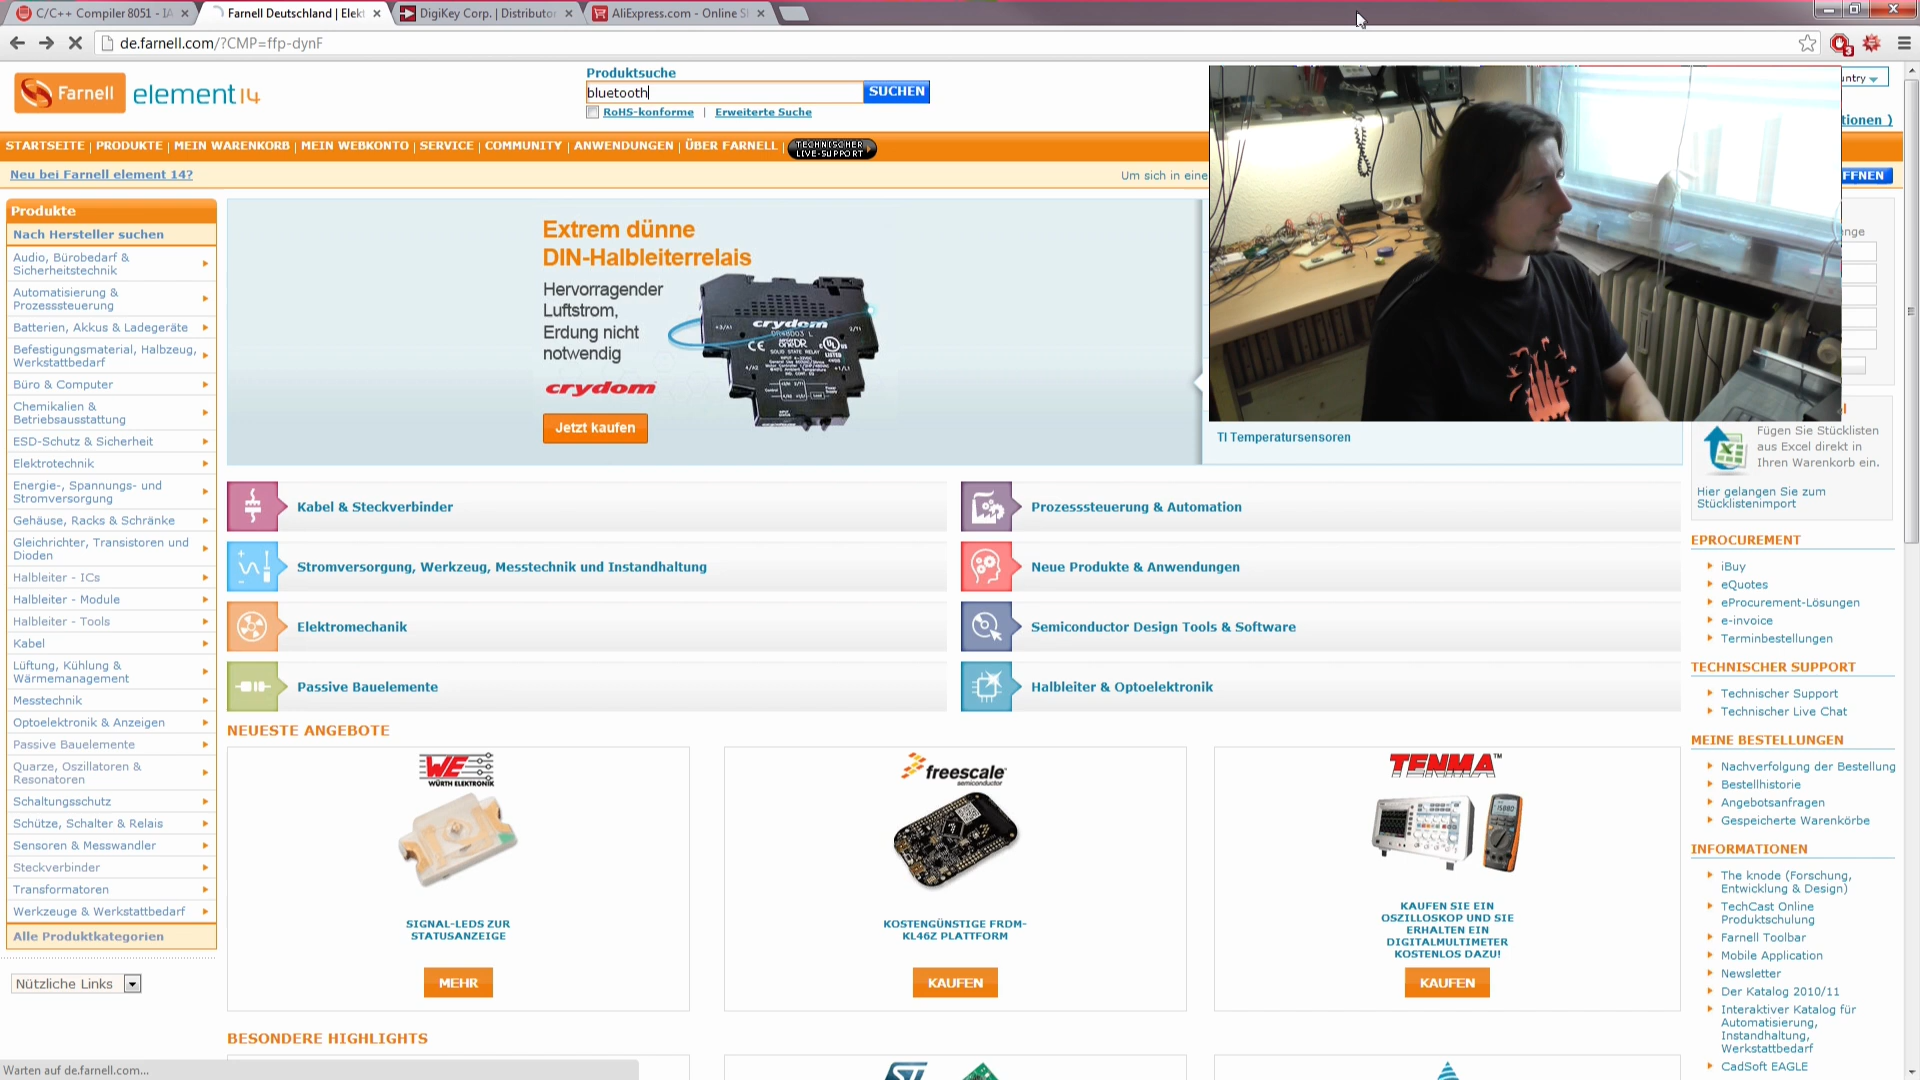 C/C++ Compiler 8051 - IA
Farnell Deutschland | Elekt
DigiKey Corp. | Distributor
AliExpress.com - Online S
de.farnell.com/?CMP=ffp-dynF
Farnell
element14
Produktsuche
bluetooth
SUCHEN
RoHS-konforme | Erweiterte Suche
untry
tionen )
STARTSEITE | PRODUKTE | MEIN WARENKORB | MEIN WEBKONTO | SERVICE | COMMUNITY | ANWENDUNGEN | ÜBER FARNELL | TECHNISCHER LIVE-SUPPORT
Neu bei Farnell element 14?
Um sich in eine
FFNEN
Produkte
Nach Hersteller suchen
Audio, Bürobedarf &
Sicherheitstechnik
Automatisierung &
Prozesssteuerung
Batterien, Akkus & Ladegeräte
Befestigungsmaterial, Halbzeug,
Werkstattbedarf
Büro & Computer
Chemikalien &
Betriebsausstattung
ESD-Schutz & Sicherheit
Elektrotechnik
Energie-, Spannungs- und
Stromversorgung
Gehäuse, Racks & Schränke
Gleichrichter, Transistoren und
Dioden
Halbleiter - ICs
Halbleiter - Module
Halbleiter - Tools
Kabel
Lüftung, Kühlung &
Wärmemanagement
Messtechnik
Optoelektronik & Anzeigen
Passive Bauelemente
Quarze, Oszillatoren &
Resonatoren
Schaltungsschutz
Schütze, Schalter & Relais
Sensoren & Messwandler
Steckverbinder
Transformatoren
Werkzeuge & Werkstattbedarf
Alle Produktkategorien
Nützliche Links
Warten auf de.farnell.com...
Extrem dünne
DIN-Halbleiterrelais
Hervorragender
Luftstrom,
Erdung nicht
notwendig
crydom
Jetzt kaufen
crydom
TI Temperatursensoren
Kabel & Steckverbinder
Prozesssteuerung & Automation
Stromversorgung, Werkzeug, Messtechnik und Instandhaltung
Neue Produkte & Anwendungen
Elektromechanik
Semiconductor Design Tools & Software
Passive Bauelemente
Halbleiter & Optoelektronik
NEUESTE ANGEBOTE
WE
WÜRTH ELEKTRONIK
SIGNAL-LEDS ZUR
STATUSANZEIGE
MEHR
freescale
semiconductor
KOSTENGÜNSTIGE FRDM-
KL46Z PLATTFORM
KAUFEN
TENMA™
KAUFEN SIE EIN
OSZILLOSKOP UND SIE
ERHALTEN EIN
DIGITALMULTIMETER
KOSTENLOS DAZU!
KAUFEN
BESONDERE HIGHLIGHTS
nge
Fügen Sie Stücklisten
aus Excel direkt in
Ihren Warenkorb ein.
Hier gelangen Sie zum
Stücklistenimport
EPROCUREMENT
iBuy
eQuotes
eProcurement-Lösungen
e-invoice
Terminbestellungen
TECHNISCHER SUPPORT
Technischer Support
Technischer Live Chat
MEINE BESTELLUNGEN
Nachverfolgung der Bestellung
Bestellhistorie
Angebotsanfragen
Gespeicherte Warenkörbe
INFORMATIONEN
The knode (Forschung,
Entwicklung & Design)
TechCast Online
Produktschulung
Farnell Toolbar
Mobile Application
Newsletter
Der Katalog 2010/11
Interaktiver Katalog für
Automatisierung,
Instandhaltung,
Werkstattbedarf
CadSoft EAGLE